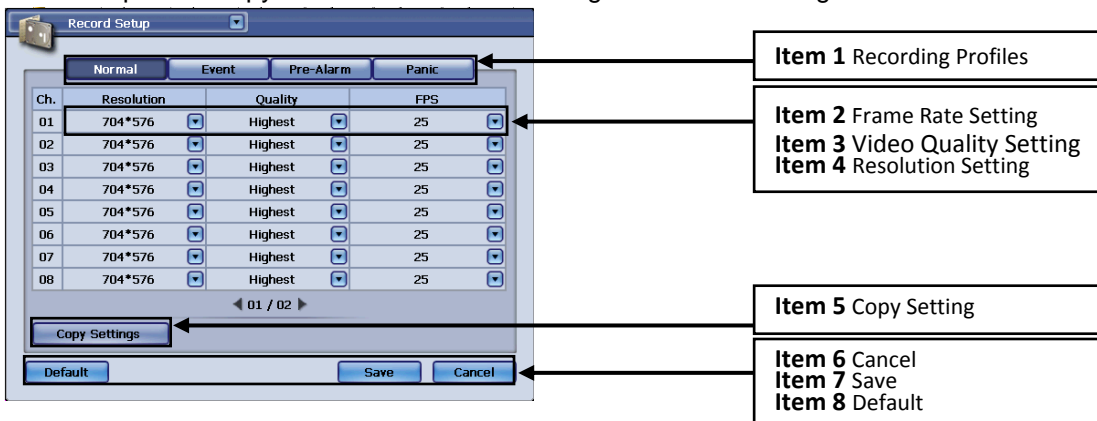 Record Setup
Normal Event Pre-Alarm Panic
Ch. Resolution Quality FPS
01 704*576 Highest 25
02 704*576 Highest 25
03 704*576 Highest 25
04 704*576 Highest 25
05 704*576 Highest 25
06 704*576 Highest 25
07 704*576 Highest 25
08 704*576 Highest 25
01 / 02
Copy Settings
Default Save Cancel
Item 1 Recording Profiles
Item 2 Frame Rate Setting
Item 3 Video Quality Setting
Item 4 Resolution Setting
Item 5 Copy Setting
Item 6 Cancel
Item 7 Save
Item 8 Default